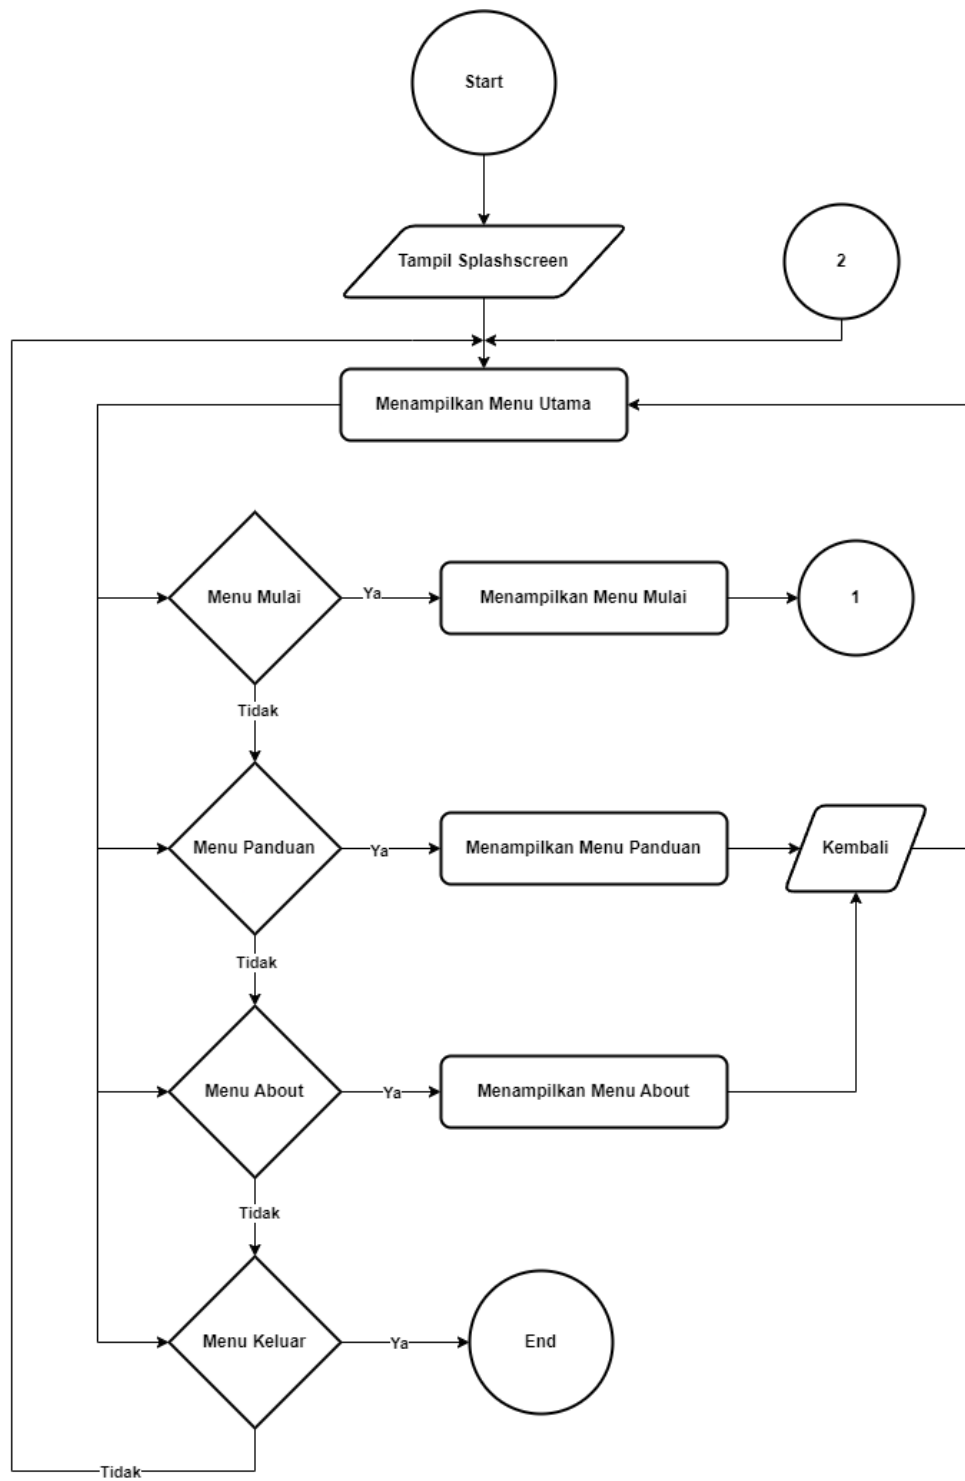 Start
Tampil Splashscreen
2
Menampilkan Menu Utama
Menu Mulai
Ya
Menampilkan Menu Mulai
1
Tidak
Menu Panduan
Ya
Menampilkan Menu Panduan
Kembali
Tidak
Menu About
Ya
Menampilkan Menu About
Tidak
Menu Keluar
Ya
End
Tidak